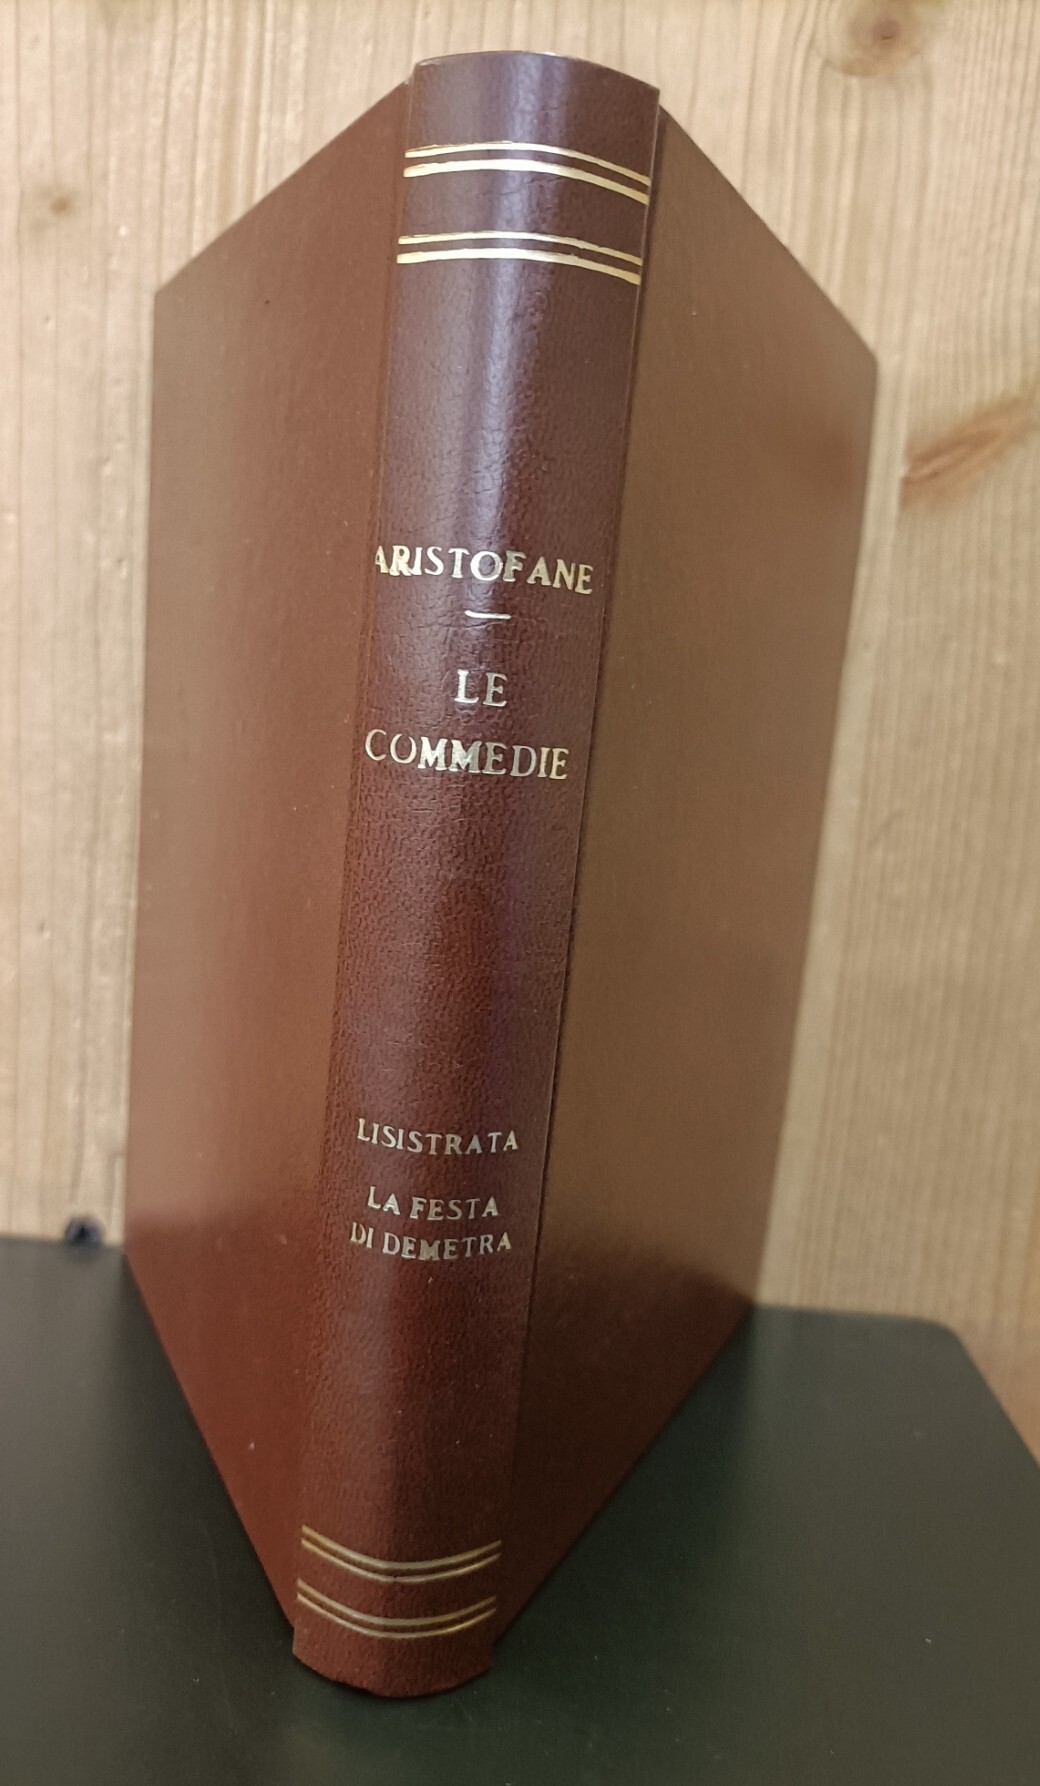 ARISTOFANE
LE
COMMEDIE
LISISTRATA
LA FESTA
DI DEMETRA